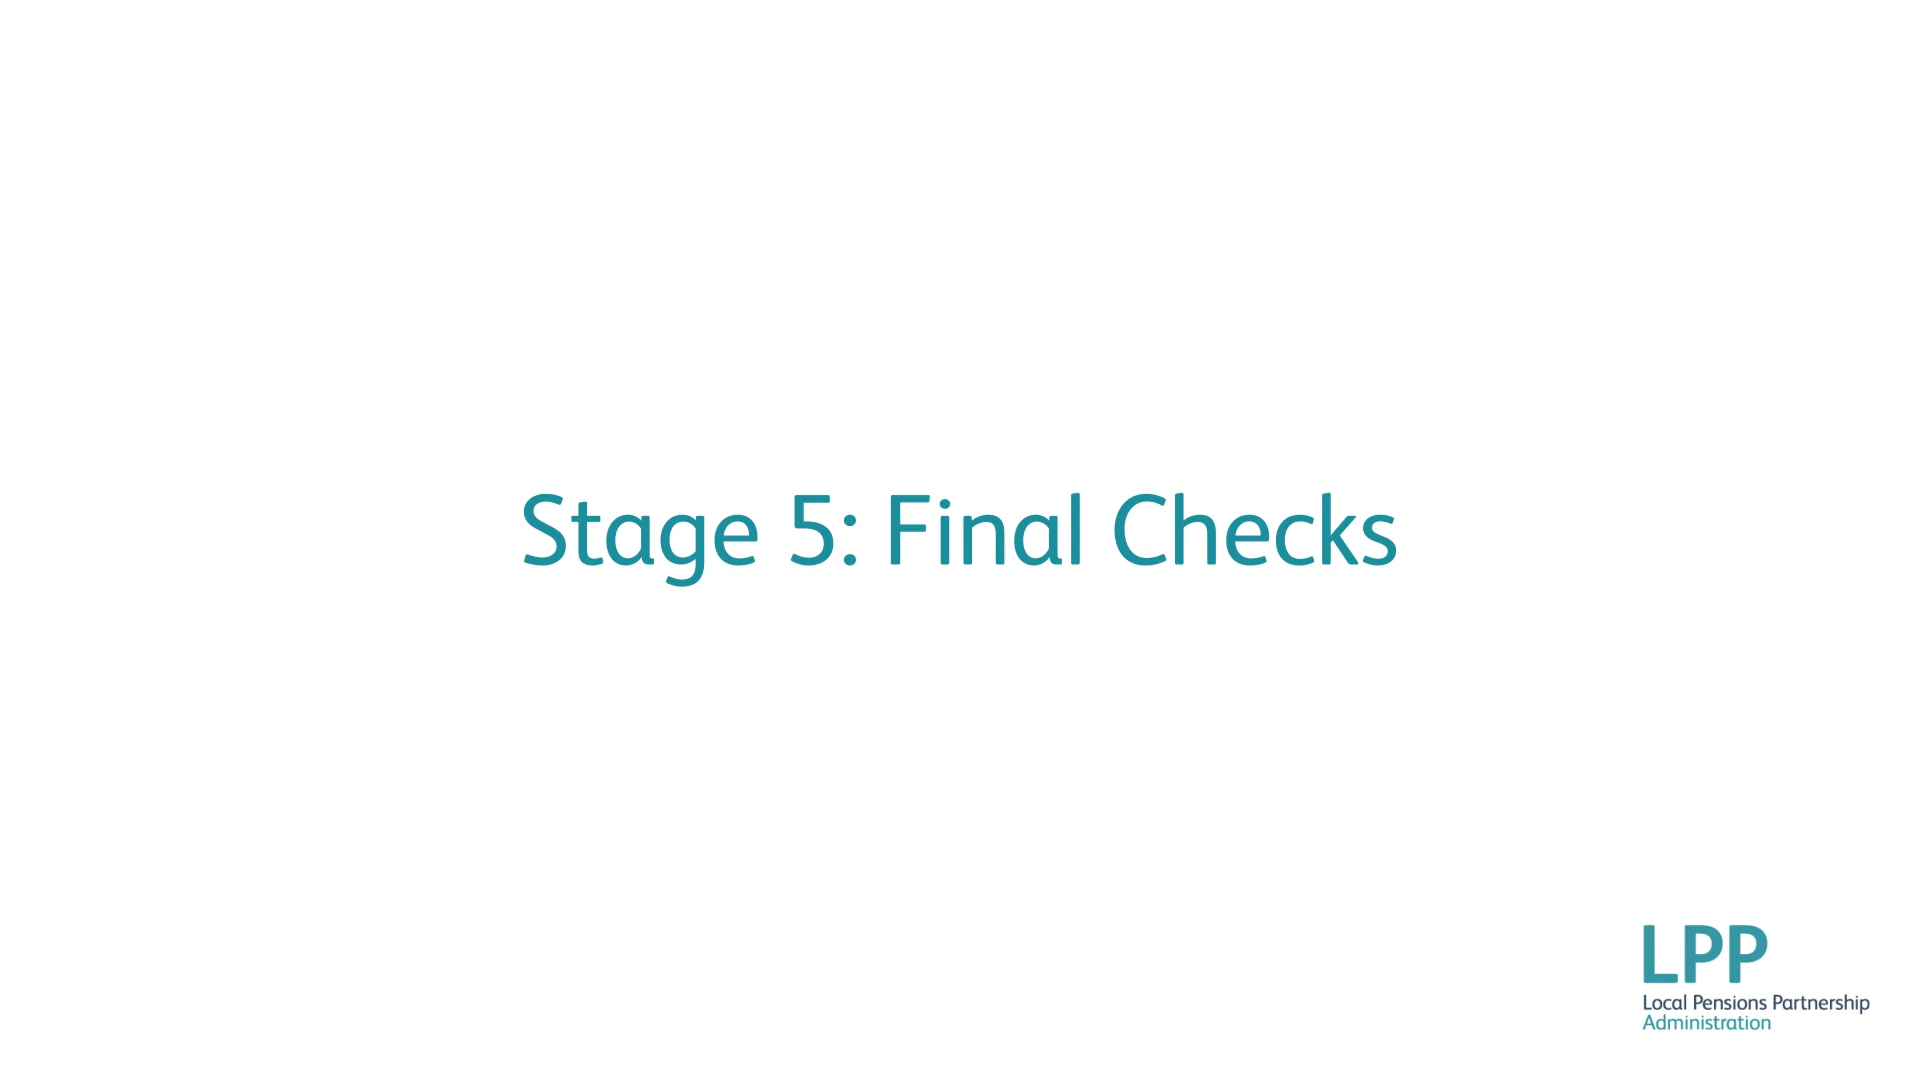 Stage 5: Final Checks
LPP
Local Pensions Partnership
Administration